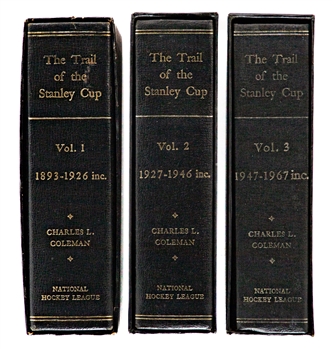 The Trail
of the
Stanley Cup
Vol. 1
1893-1926 inc.
CHARLES L.
COLEMAN
NATIONAL
HOCKEY LEAGUE
The Trail
of the
Stanley Cup
Vol. 2
1927-1946 inc.
CHARLES L.
COLEMAN
NATIONAL
HOCKEY LEAGUE
The Trail
of the
Stanley Cup
Vol. 3
1947-1967 inc.
CHARLES L.
COLEMAN
NATIONAL
HOCKEY LEAGUE